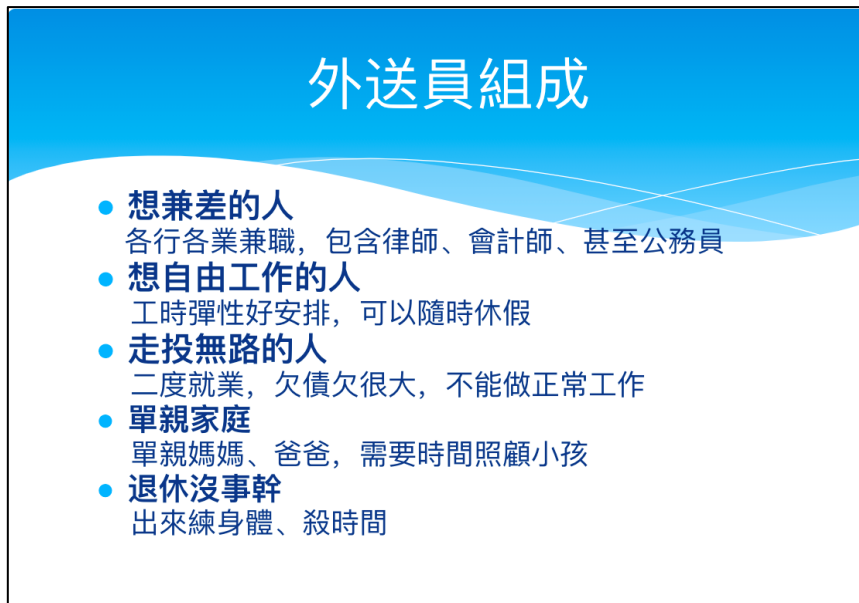 外送員組成
• 想兼差的人
各行各業兼職，包含律師、會計師、甚至公務員
• 想自由工作的人
工時彈性好安排，可以隨時休假
• 走投無路的人
二度就業，欠債欠很大，不能做正常工作
• 單親家庭
單親媽媽、爸爸，需要時間照顧小孩
• 退休沒事幹
出來練身體、殺時間